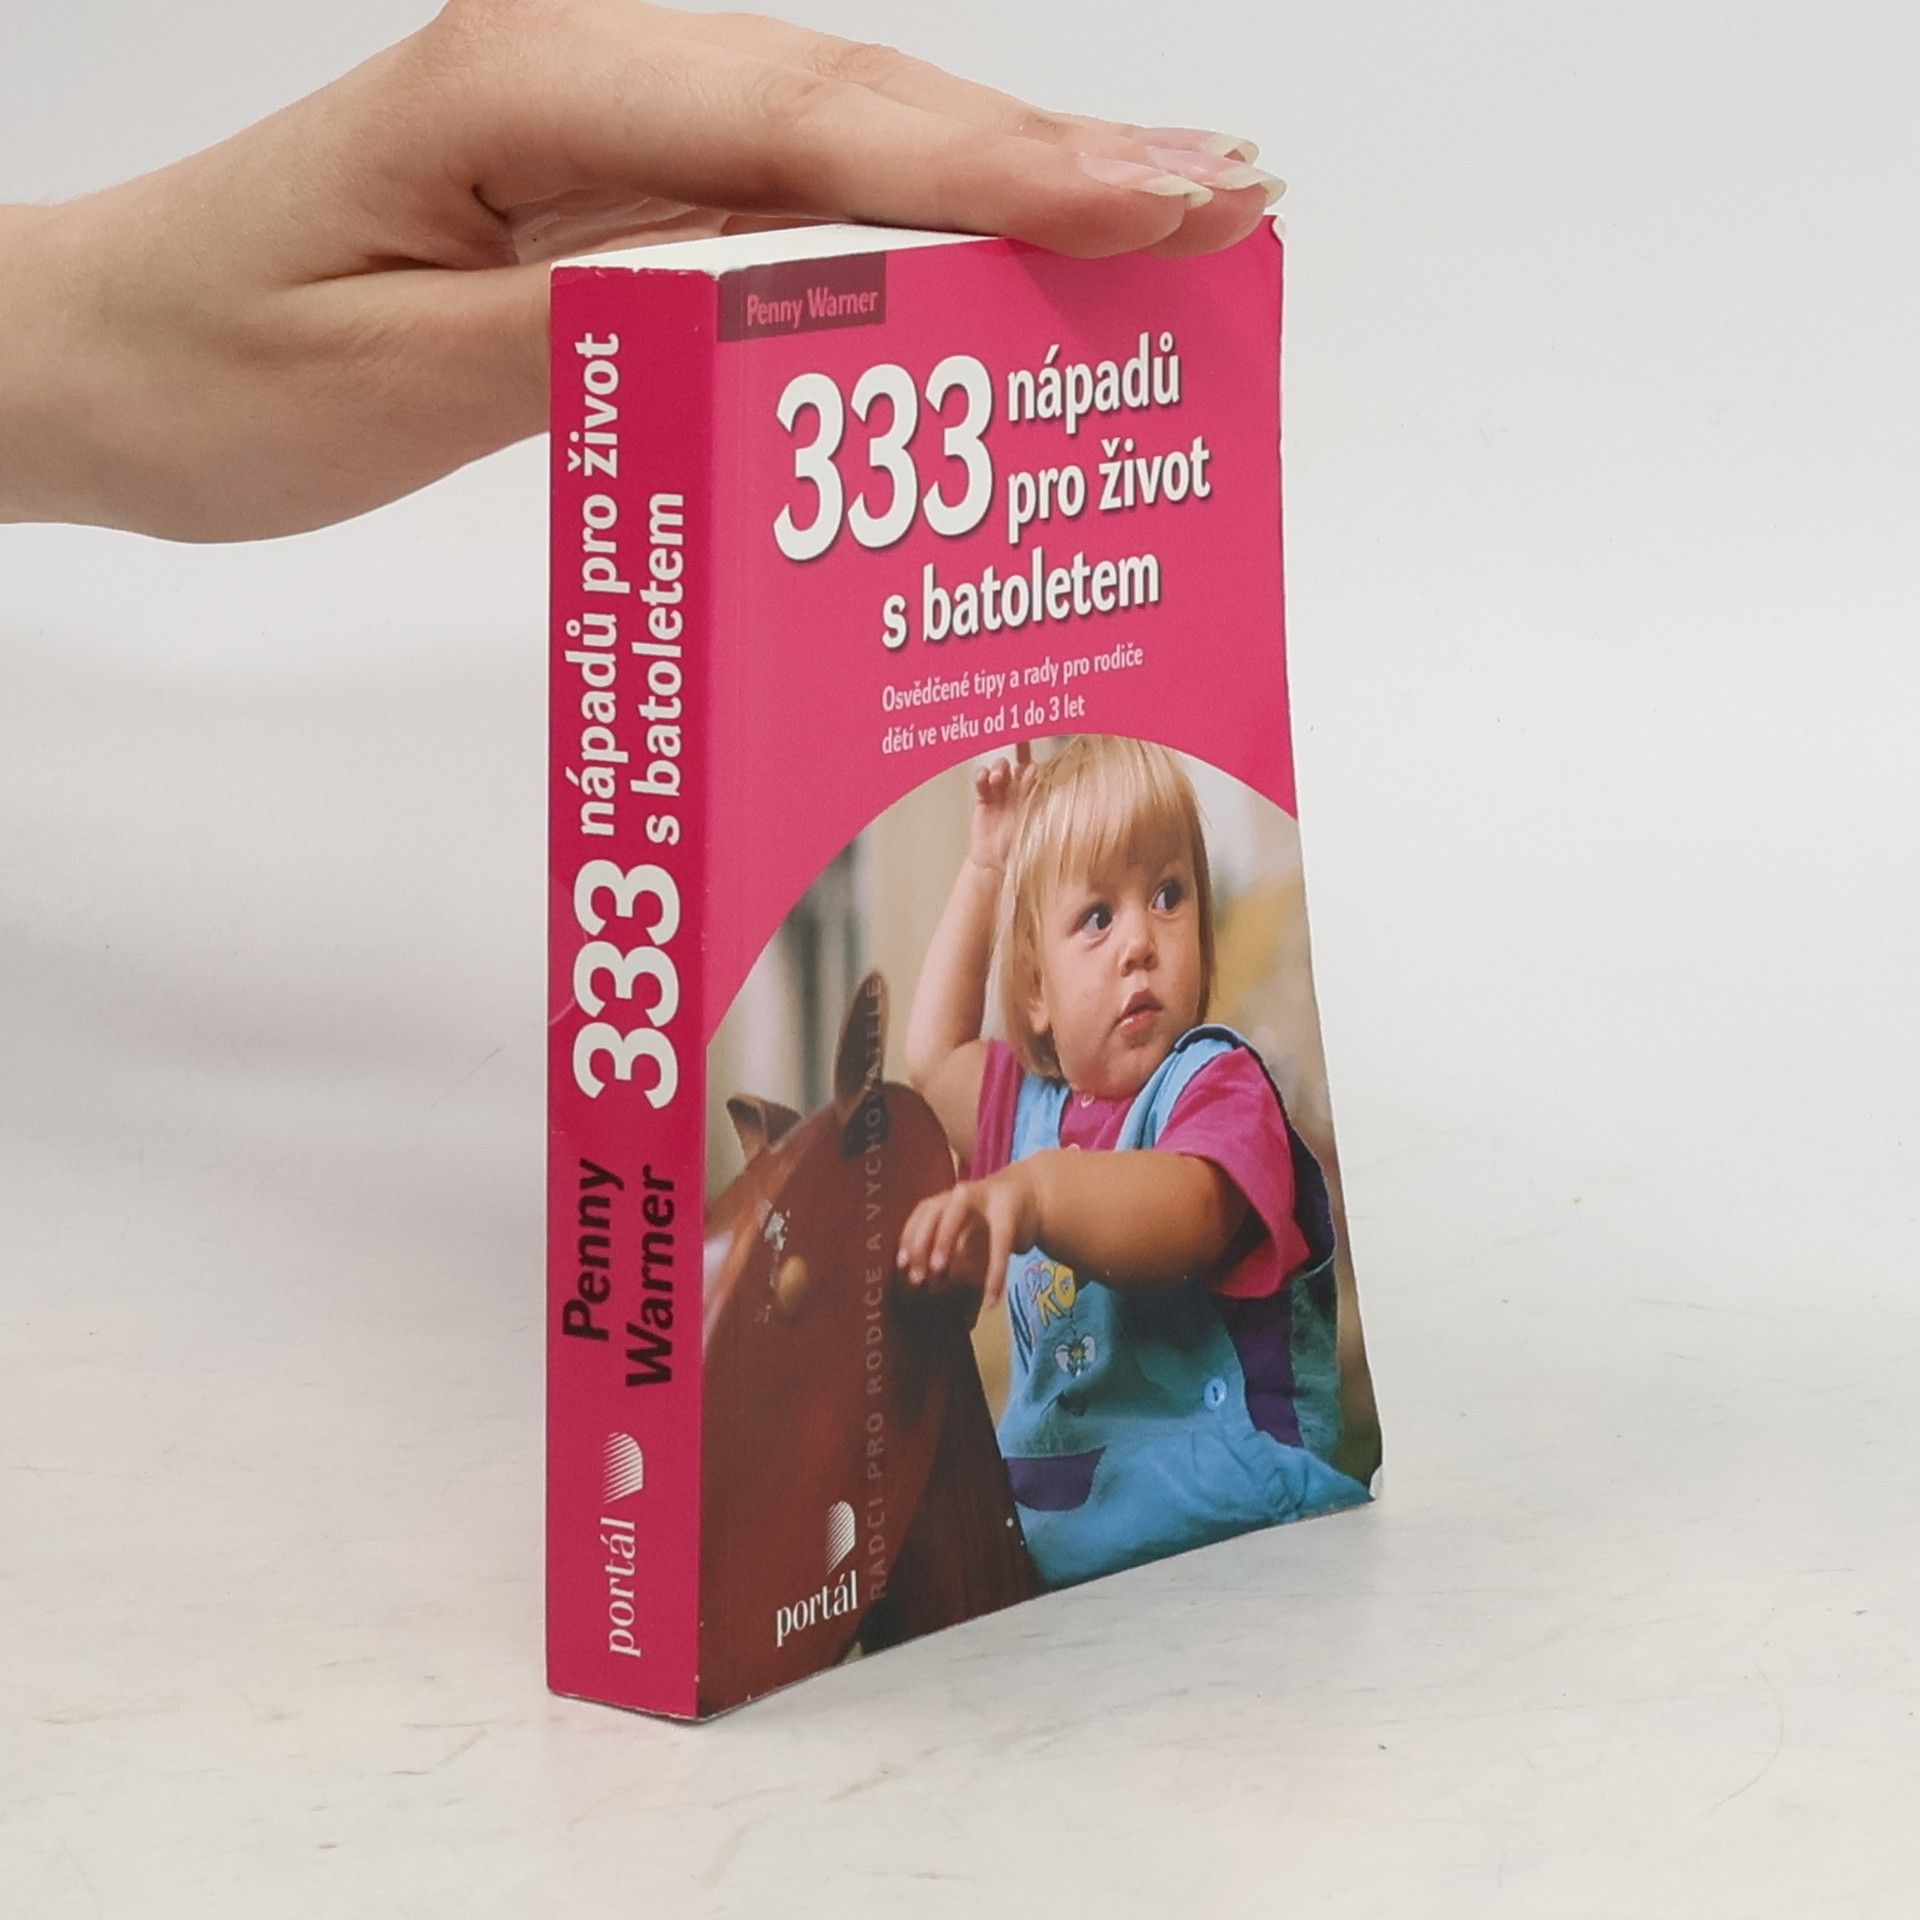 Penny Warner
333 nápadů
pro život
s batoletem
Osvědčené tipy a rady pro rodiče
dětí ve věku od 1 do 3 let
RÁDCI PRO RODIČE A VYCHOVATELE
portál
Penny
Warner
333 nápadů pro život
s batoletem
portál